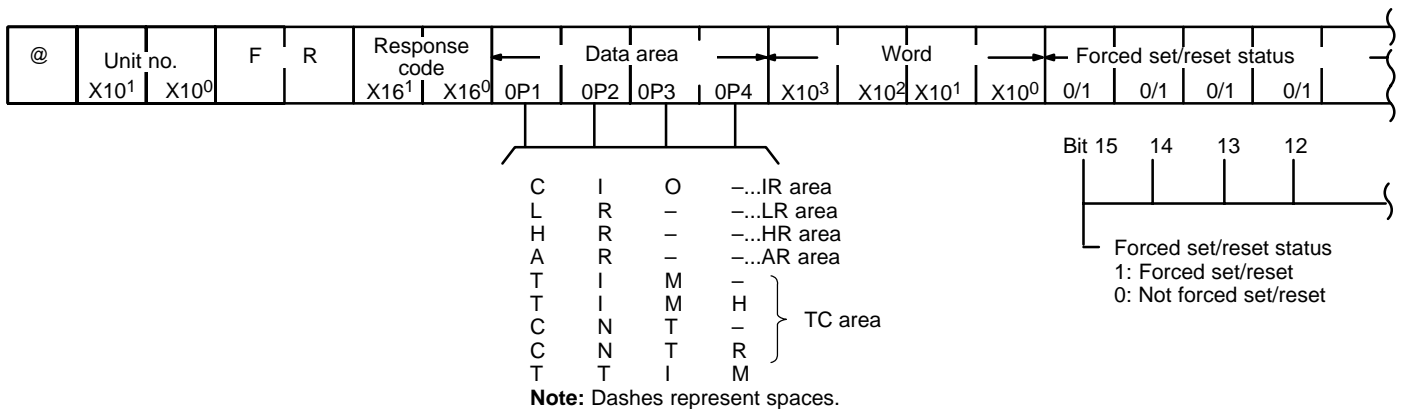 @ Unit no. F R Response code Data area Word Forced set/reset status
X10¹ X10⁰ X16¹ X16⁰ 0P1 0P2 0P3 0P4 X10³ X10² X10¹ X10⁰ 0/1 0/1 0/1 0/1
Bit 15 14 13 12
C I O –...IR area
L R – –...LR area
H R – –...HR area
A R – –...AR area
T I M –
T I M H
C N T –
C N T R
TC area
T T I M
Note: Dashes represent spaces.
Forced set/reset status
1: Forced set/reset
0: Not forced set/reset